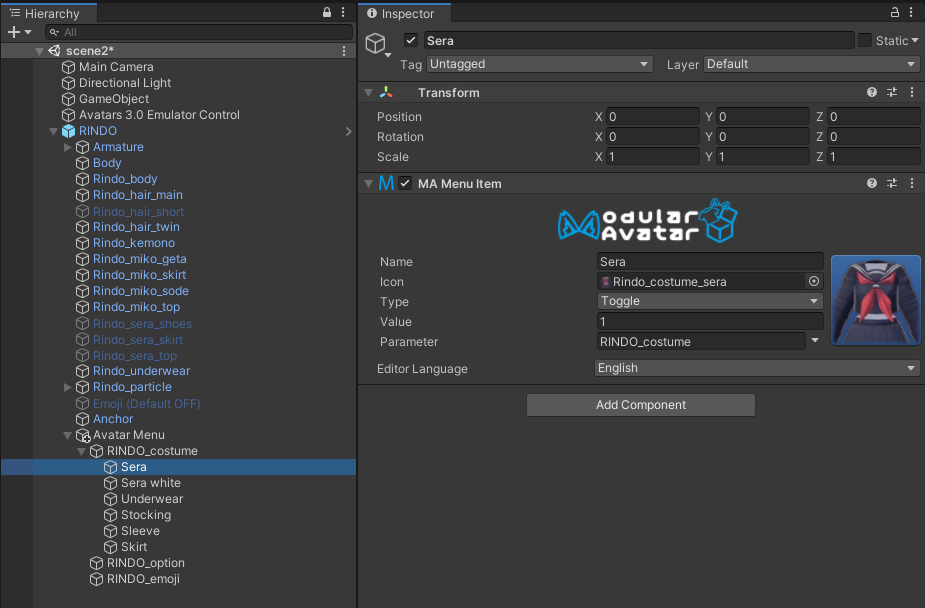 Hierarchy
All
scene2*
Main Camera
Directional Light
GameObject
Avatars 3.0 Emulator Control
RINDO
Armature
Body
Rindo_body
Rindo_hair_main
Rindo_hair_short
Rindo_hair_twin
Rindo_kemono
Rindo_miko_geta
Rindo_miko_skirt
Rindo_miko_sode
Rindo_miko_top
Rindo_sera_shoes
Rindo_sera_skirt
Rindo_sera_top
Rindo_underwear
Rindo_particle
Emoji (Default OFF)
Anchor
Avatar Menu
RINDO_costume
Sera
Sera white
Underwear
Stocking
Sleeve
Skirt
RINDO_option
RINDO_emoji
Inspector
Sera Static
Tag Untagged Layer Default
Transform
Position X 0 Y 0 Z 0
Rotation X 0 Y 0 Z 0
Scale X 1 Y 1 Z 1
MA Menu Item
Modular
Avatar
Name Sera
Icon Rindo_costume_sera
Type Toggle
Value 1
Parameter RINDO_costume
Editor Language English
Add Component